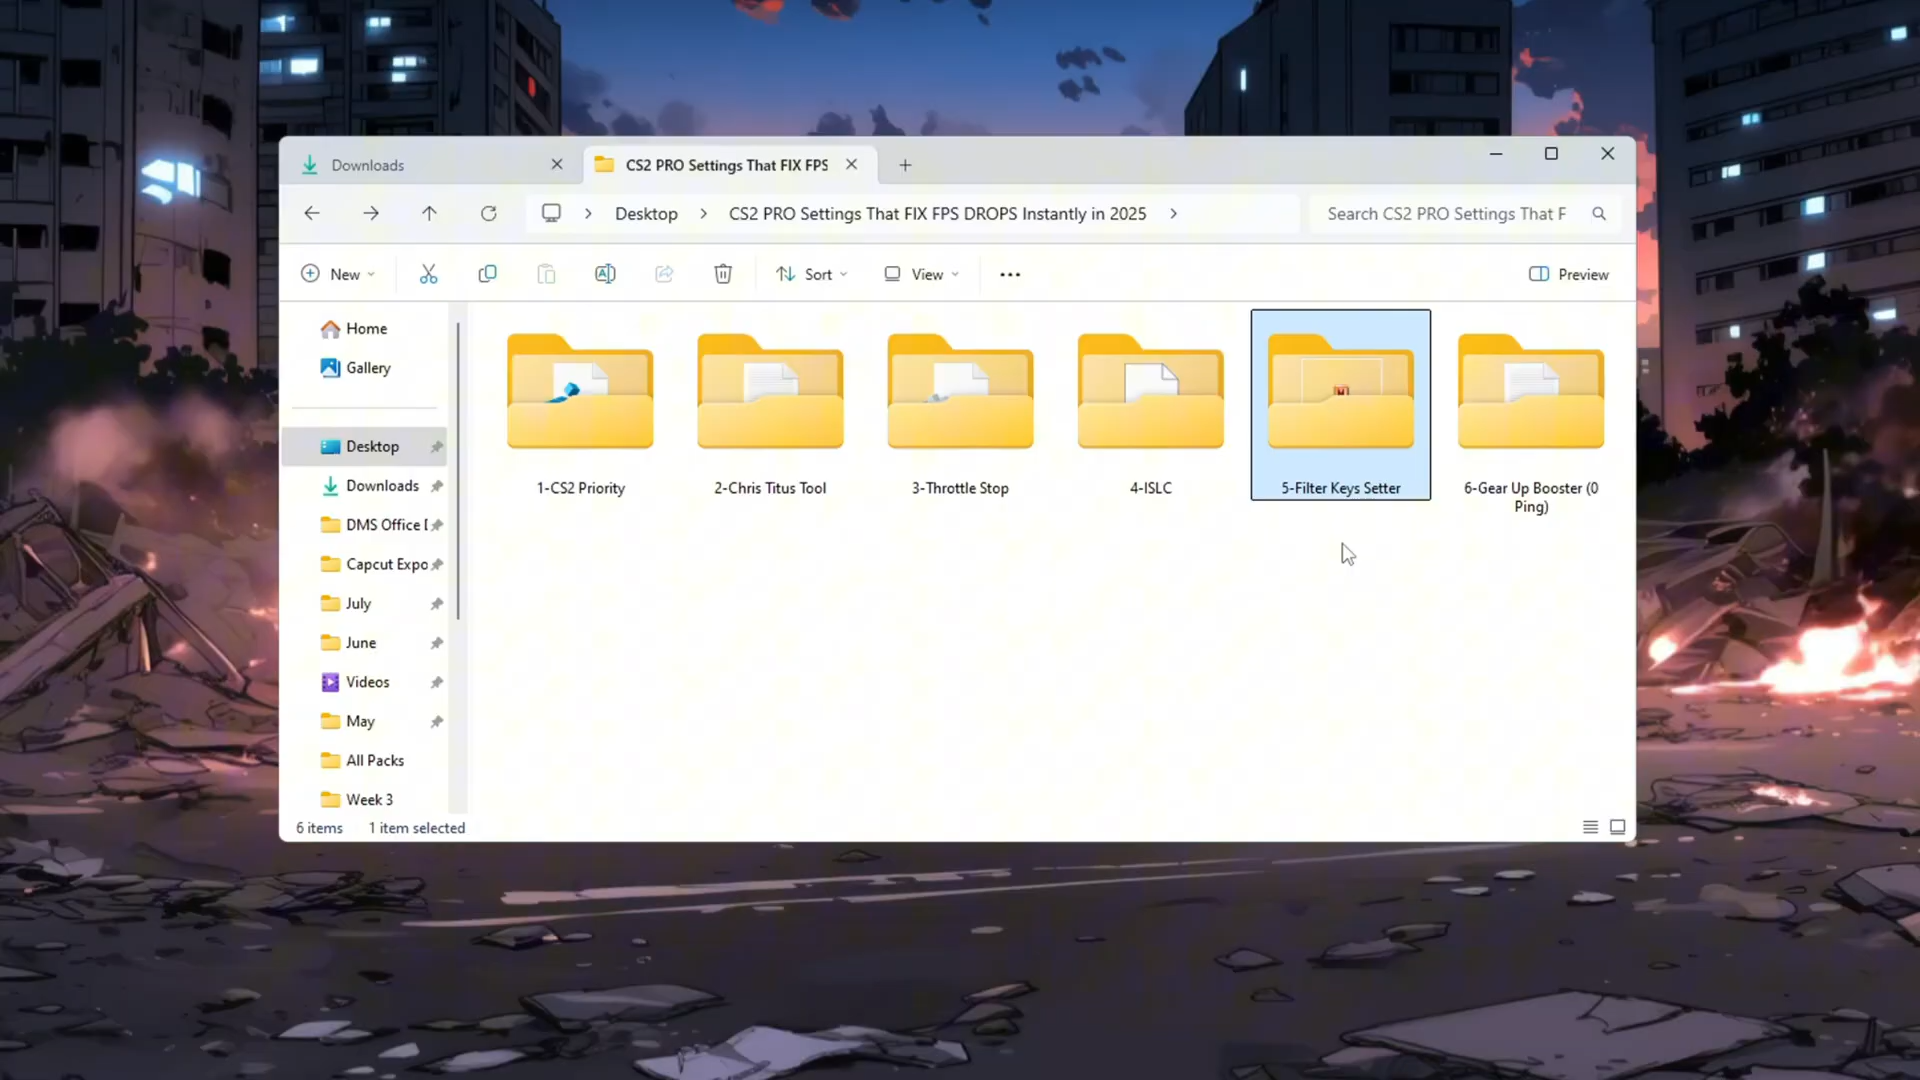 Downloads
CS2 PRO Settings That FIX FPS
Desktop
CS2 PRO Settings That FIX FPS DROPS Instantly in 2025
Search CS2 PRO Settings That F
New
Sort
View
Preview
Home
Gallery
Desktop
Downloads
DMS Office [
Capcut Expo
July
June
Videos
May
All Packs
Week 3
1-CS2 Priority
2-Chris Titus Tool
3-Throttle Stop
4-ISLC
5-Filter Keys Setter
6-Gear Up Booster (0
Ping)
6 items
1 item selected